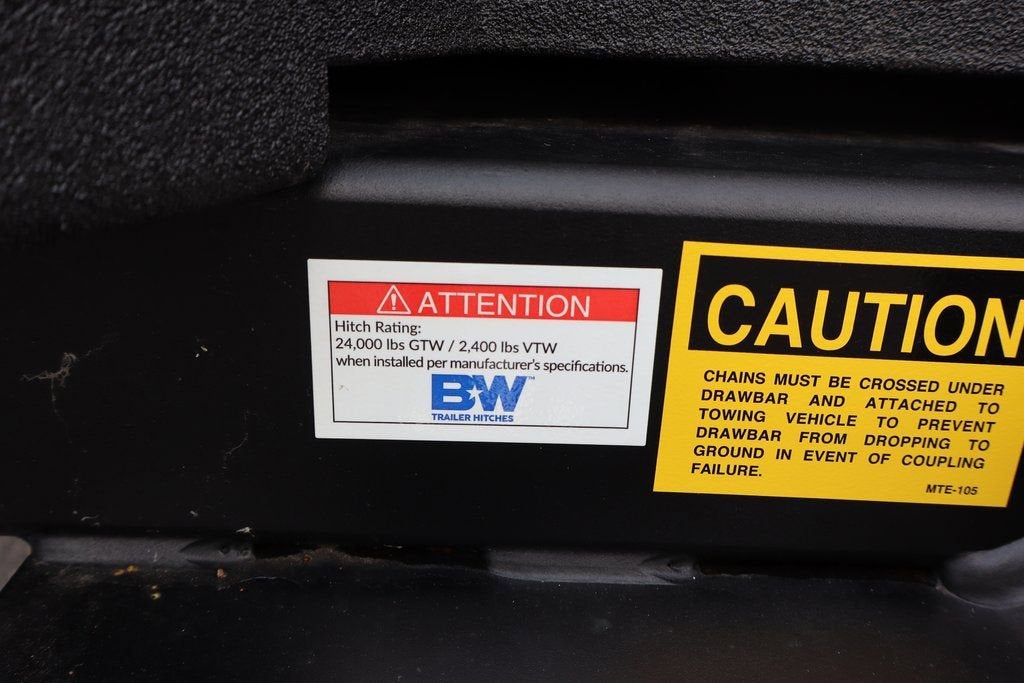 ATTENTION
Hitch Rating:
24,000 lbs GTW / 2,400 lbs VTW
when installed per manufacturer's specifications.
B★W™
TRAILER HITCHES
CAUTION
CHAINS MUST BE CROSSED UNDER
DRAWBAR AND ATTACHED TO
TOWING VEHICLE TO PREVENT
DRAWBAR FROM DROPPING TO
GROUND IN EVENT OF COUPLING
FAILURE.
MTE-105